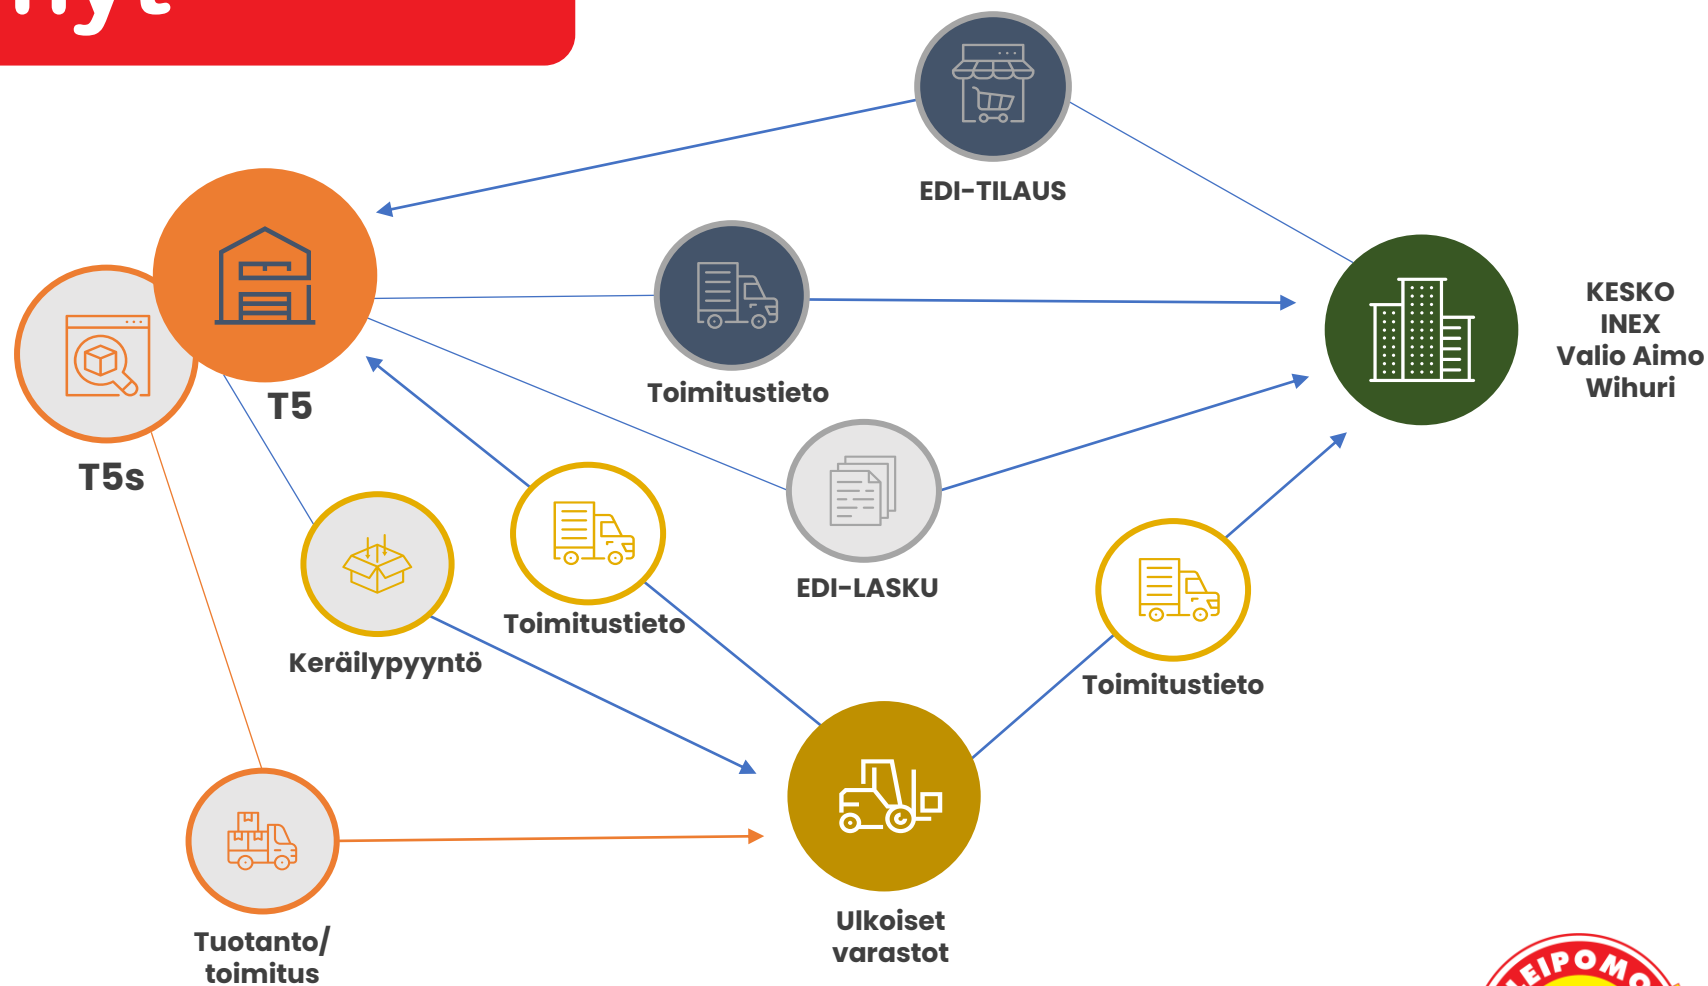 nyt
EDI-TILAUS
KESKO
INEX
Valio Aimo
Wihuri
Toimitustieto
T5
T5s
EDI-LASKU
Toimitustieto
Keräilypyyntö
Toimitustieto
Ulkoiset
varastot
Tuotanto/
toimitus